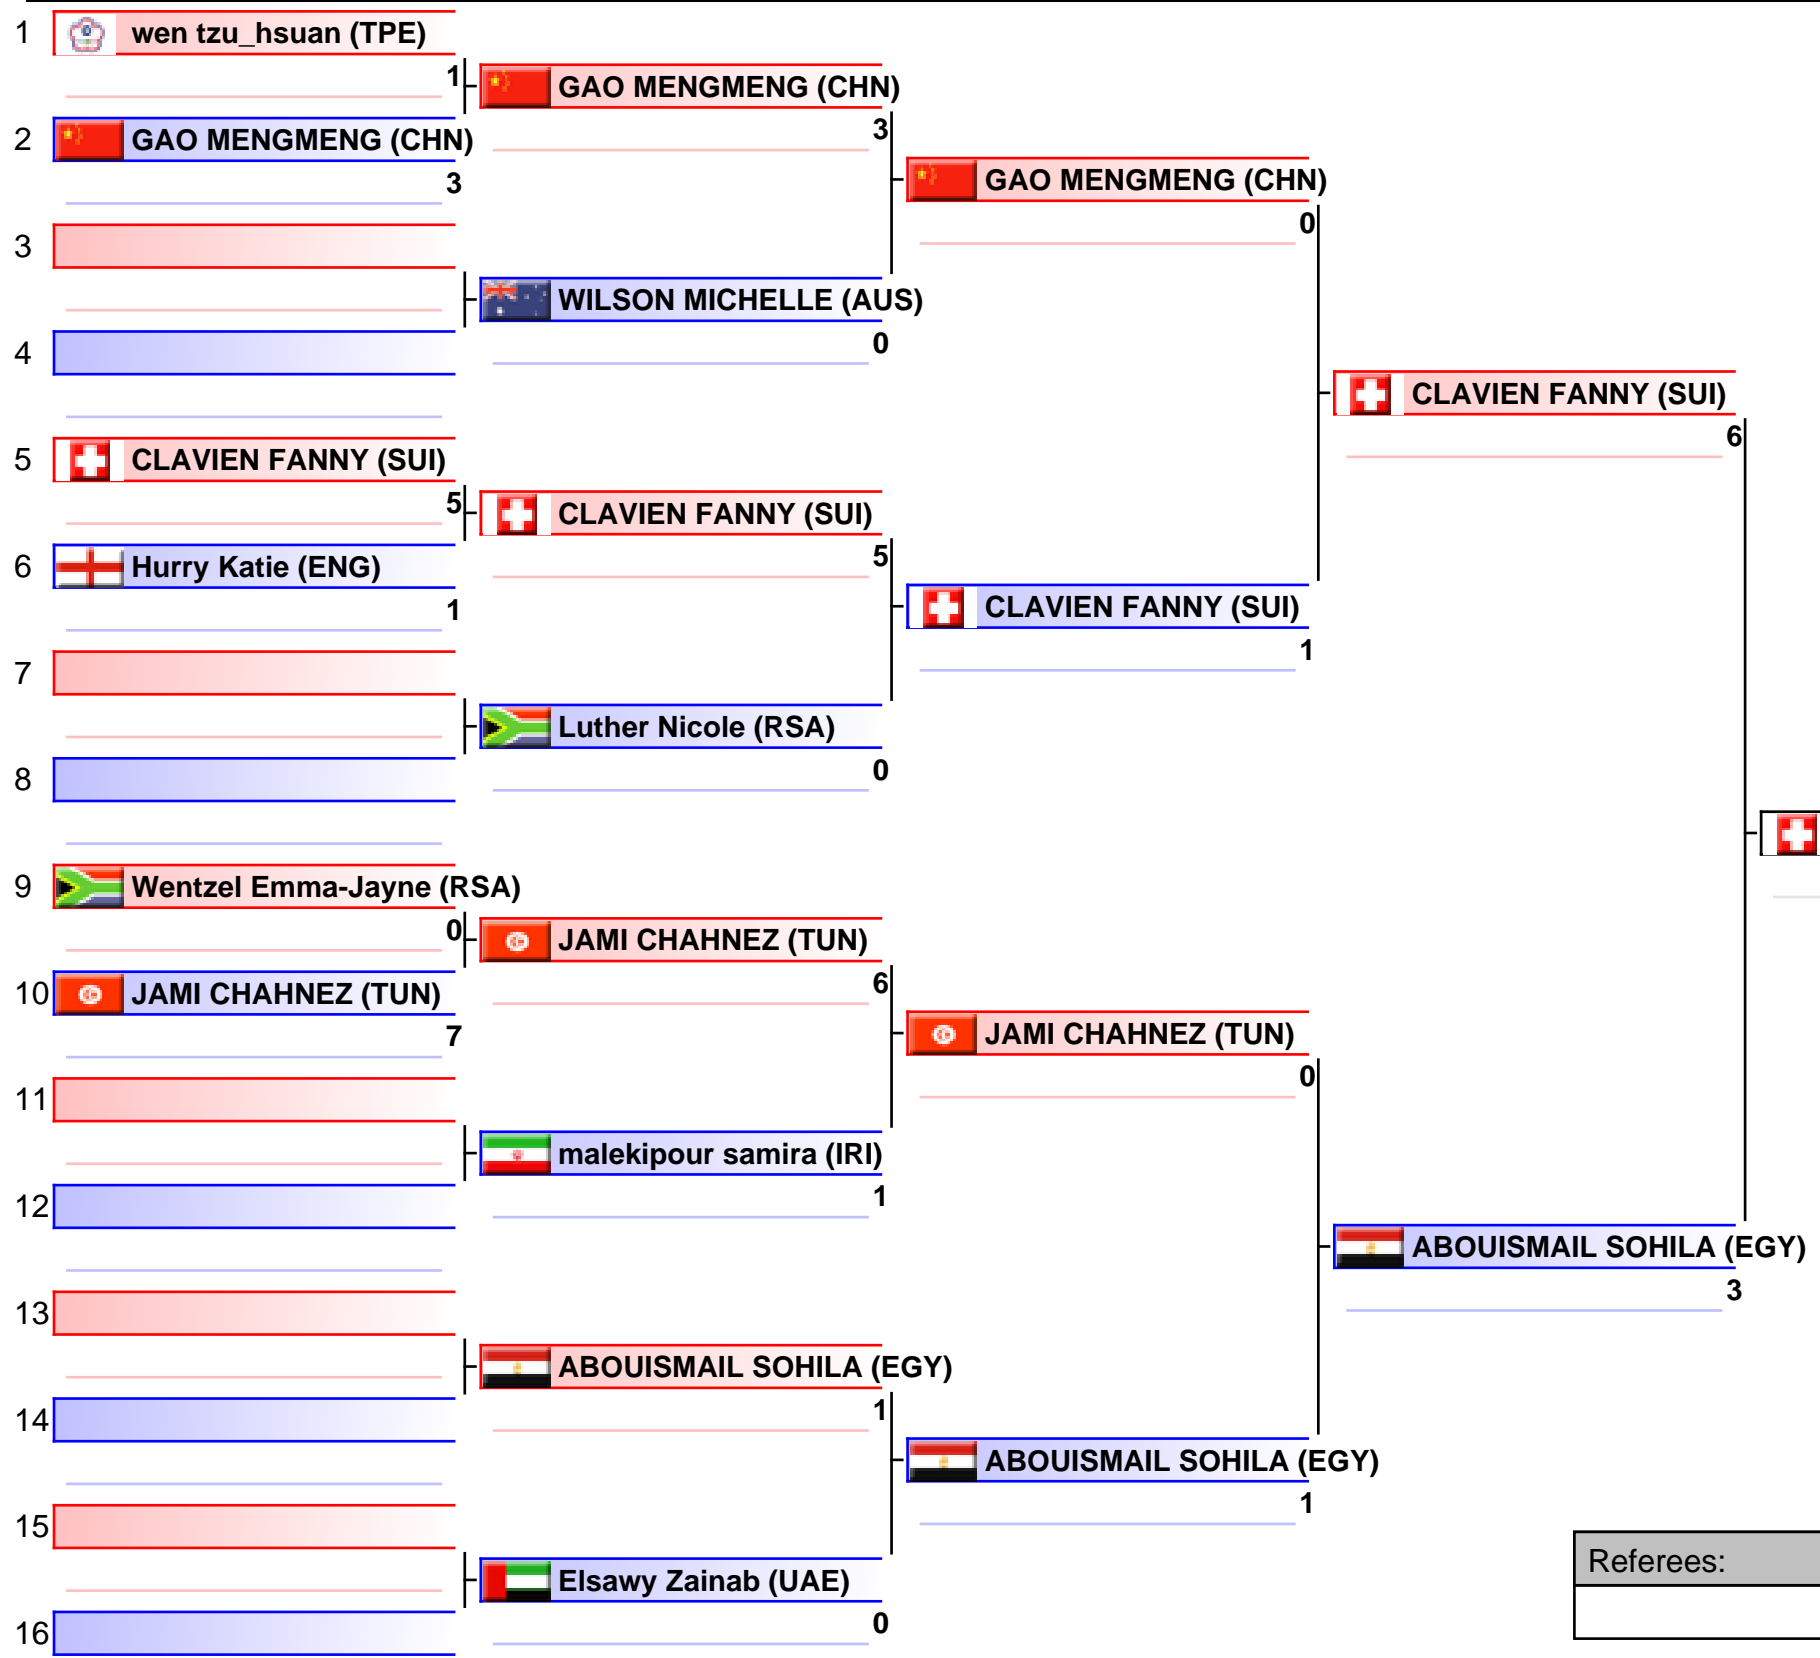 1 wen tzu_hsuan (TPE)
1
GAO MENGMENG (CHN)
3
2 GAO MENGMENG (CHN)
3
GAO MENGMENG (CHN)
0
3
WILSON MICHELLE (AUS)
0
4
CLAVIEN FANNY (SUI)
6
5 CLAVIEN FANNY (SUI)
5
CLAVIEN FANNY (SUI)
5
6 Hurry Katie (ENG)
1
CLAVIEN FANNY (SUI)
1
7
Luther Nicole (RSA)
0
8
9 Wentzel Emma-Jayne (RSA)
0
JAMI CHAHNEZ (TUN)
6
10 JAMI CHAHNEZ (TUN)
7
JAMI CHAHNEZ (TUN)
0
11
malekipour samira (IRI)
1
12
ABOUISMAIL SOHILA (EGY)
3
13
ABOUISMAIL SOHILA (EGY)
1
14
ABOUISMAIL SOHILA (EGY)
1
15
Elsawy Zainab (UAE)
0
16
Referees: